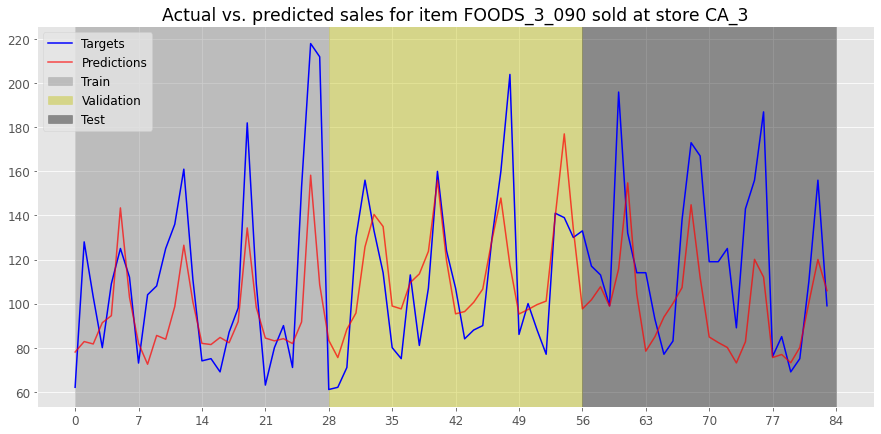 Actual vs. predicted sales for item FOODS_3_090 sold at store CA_3
220
200
180
160
140
120
100
80
60
Targets
Predictions
Train
Validation
Test
0 7 14 21 28 35 42 49 56 63 70 77 84